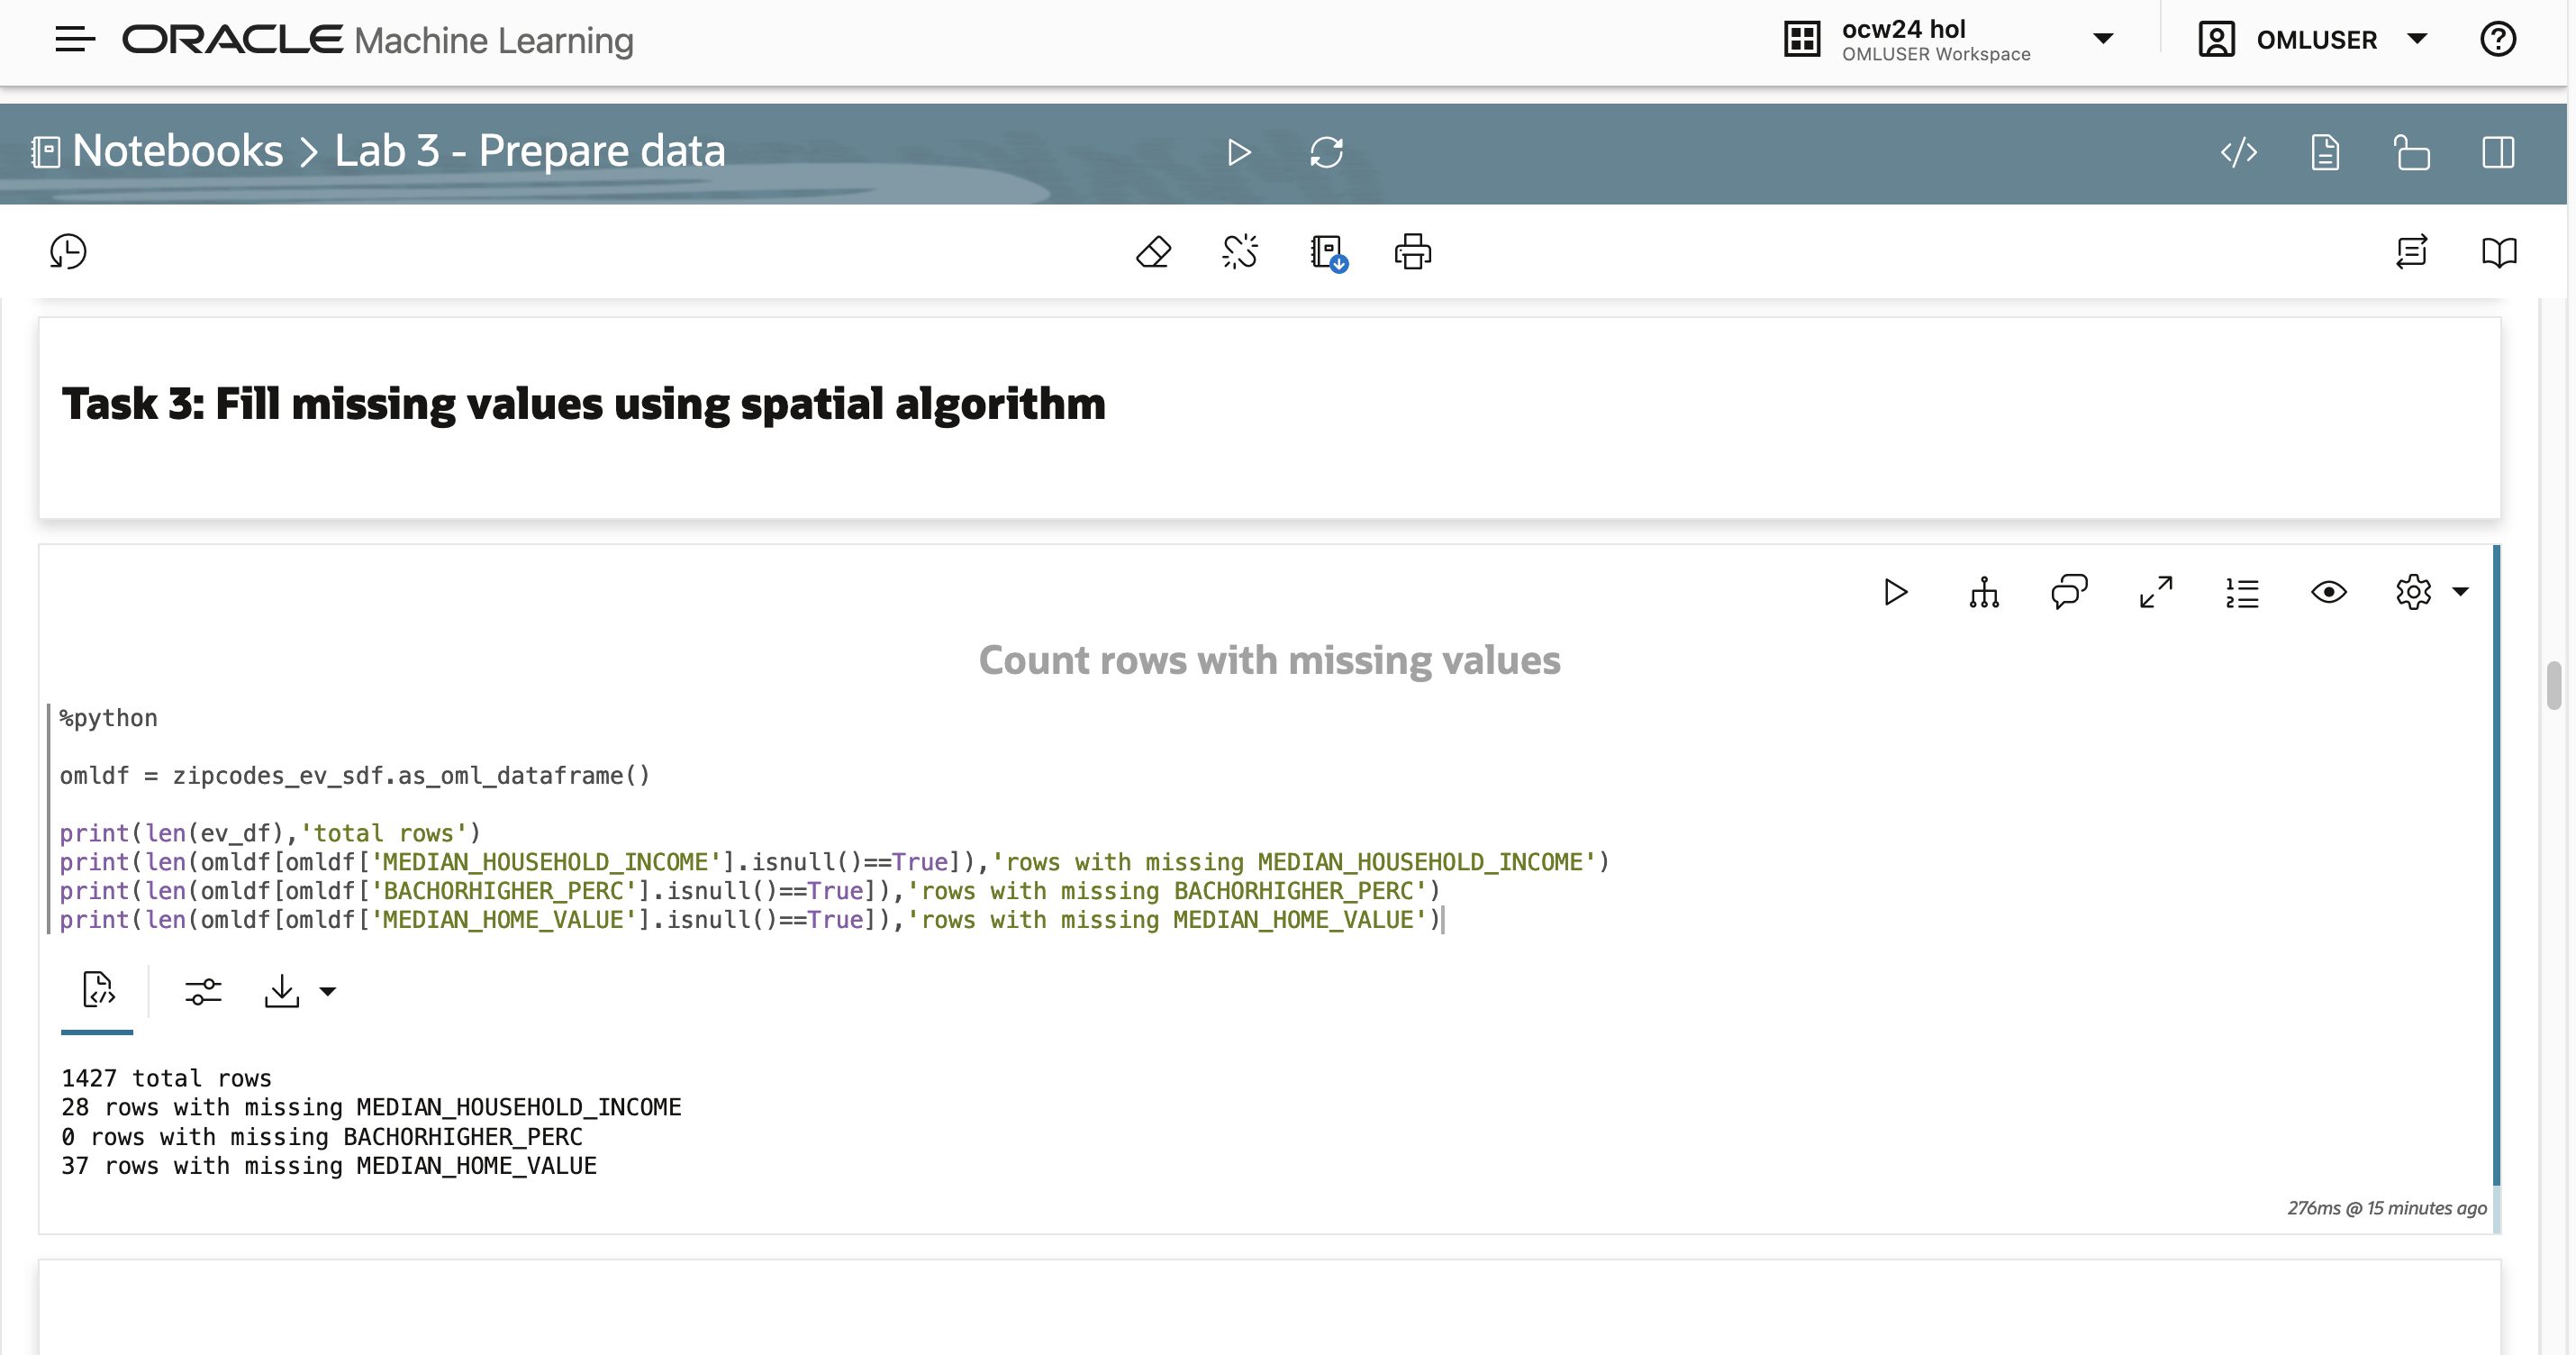 ORACLE Machine Learning
ocw24 hol
OMLUSER Workspace
OMLUSER
Notebooks > Lab 3 - Prepare data
Task 3: Fill missing values using spatial algorithm
Count rows with missing values
%python
omldf = zipcodes_ev_sdf.as_oml_dataframe()
print(len(ev_df),'total rows')
print(len(omldf[omldf['MEDIAN_HOUSEHOLD_INCOME'].isnull()==True]),'rows with missing MEDIAN_HOUSEHOLD_INCOME')
print(len(omldf[omldf['BACHORHIGHER_PERC'].isnull()==True]),'rows with missing BACHORHIGHER_PERC')
print(len(omldf[omldf['MEDIAN_HOME_VALUE'].isnull()==True]),'rows with missing MEDIAN_HOME_VALUE')
1427 total rows
28 rows with missing MEDIAN_HOUSEHOLD_INCOME
0 rows with missing BACHORHIGHER_PERC
37 rows with missing MEDIAN_HOME_VALUE
276ms @ 15 minutes ago